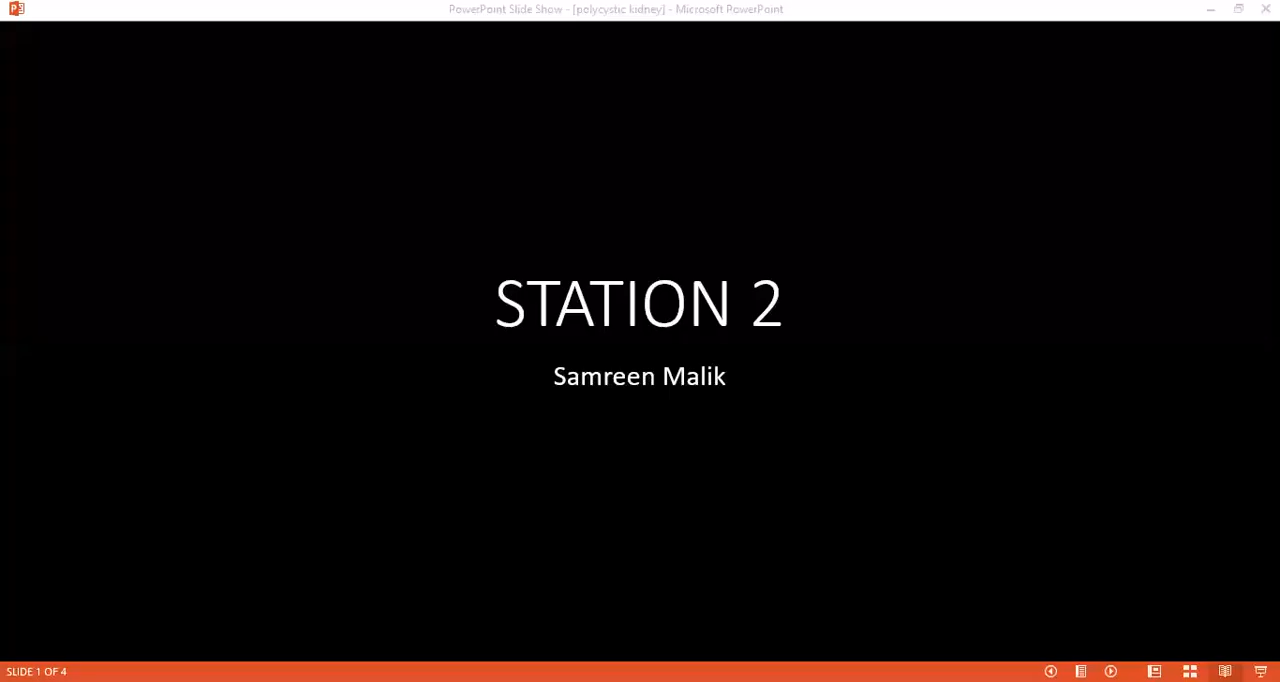 PowerPoint Slide Show - [polycystic kidney] - Microsoft PowerPoint
STATION 2
Samreen Malik
SLIDE 1 OF 4